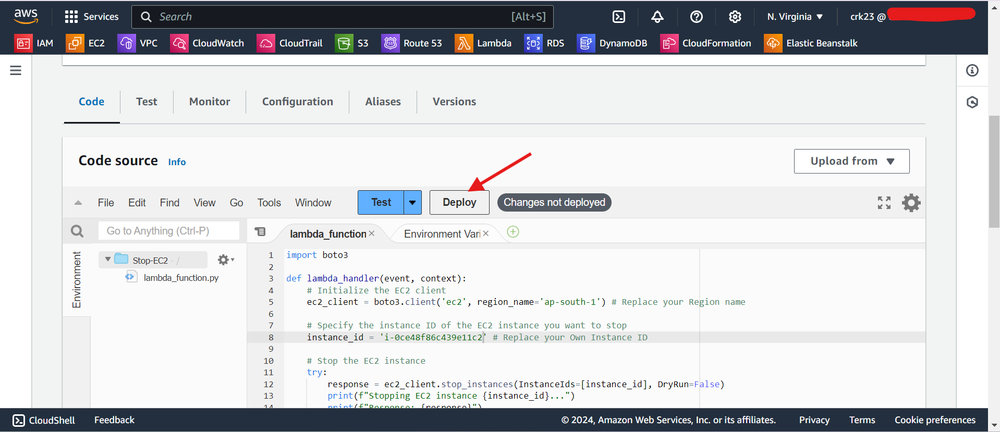 aws Services Search [Alt+S] N. Virginia ▼ crk23 @
IAM EC2 VPC CloudWatch CloudTrail S3 Route 53 Lambda RDS DynamoDB CloudFormation Elastic Beanstalk
Code Test Monitor Configuration Aliases Versions
Code source Info
Upload from ▼
File Edit Find View Go Tools Window Test Deploy Changes not deployed
Go to Anything (Ctrl-P)
lambda_function × Environment Vari ×
Environment
Stop-EC2 - /
lambda_function.py
1 import boto3
2
3 def lambda_handler(event, context):
4     # Initialize the EC2 client
5     ec2_client = boto3.client('ec2', region_name='ap-south-1') # Replace your Region name
6
7     # Specify the instance ID of the EC2 instance you want to stop
8     instance_id = 'i-0ce48f86c439e11c2' # Replace your Own Instance ID
9
10     # Stop the EC2 instance
11     try:
12         response = ec2_client.stop_instances(InstanceIds=[instance_id], DryRun=False)
13         print(f"Stopping EC2 instance {instance_id}...")
14         print(f"Response: {response}")
CloudShell Feedback © 2024, Amazon Web Services, Inc. or its affiliates. Privacy Terms Cookie preferences